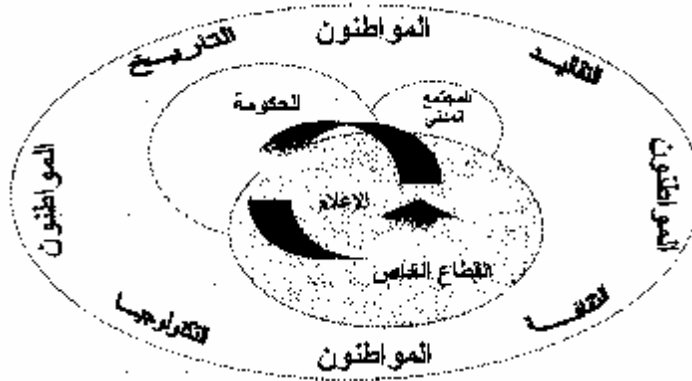 المواطنون
التقاليد
التاريخ
الحكومة
المجتمع
المدني
المواطنون
المواطنون
الإعلام
القطاع الخاص
الثقافة
التكنولوجيا
المواطنون